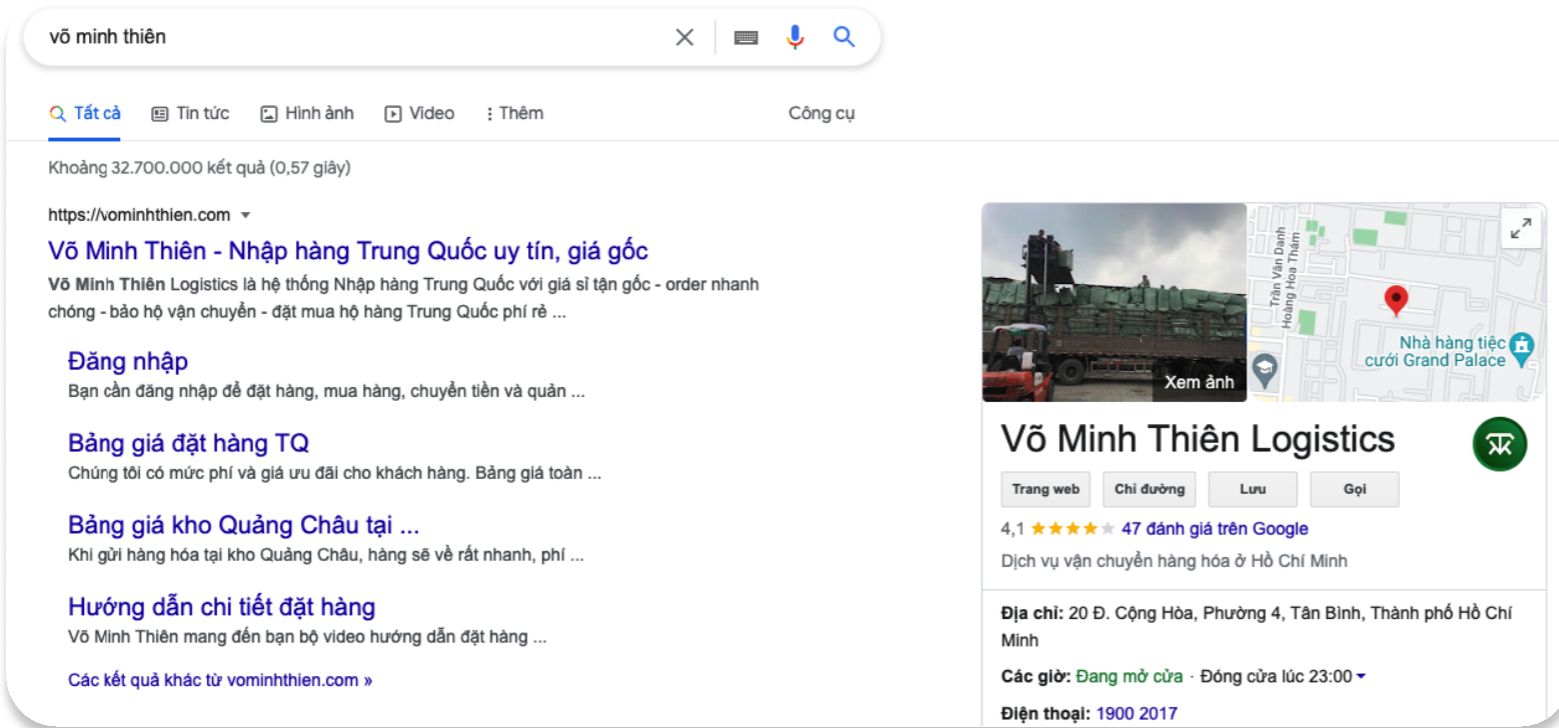 võ minh thiên
Tất cả
Tin tức
Hình ảnh
Video
Thêm
Công cụ
Khoảng 32.700.000 kết quả (0,57 giây)
https://vominhthien.com
Võ Minh Thiên - Nhập hàng Trung Quốc uy tín, giá gốc
Võ Minh Thiên Logistics là hệ thống Nhập hàng Trung Quốc với giá sỉ tận gốc - order nhanh
chóng - bảo hộ vận chuyển - đặt mua hộ hàng Trung Quốc phí rẻ ...
Đăng nhập
Bạn cần đăng nhập để đặt hàng, mua hàng, chuyển tiền và quản ...
Bảng giá đặt hàng TQ
Chúng tôi có mức phí và giá ưu đãi cho khách hàng. Bảng giá toàn ...
Bảng giá kho Quảng Châu tại ...
Khi gửi hàng hóa tại kho Quảng Châu, hàng sẽ về rất nhanh, phí ...
Hướng dẫn chi tiết đặt hàng
Võ Minh Thiên mang đến bạn bộ video hướng dẫn đặt hàng ...
Các kết quả khác từ vominhthien.com »
Xem ảnh
Trần Văn Danh
Hoàng Hoa Thám
Nhà hàng tiệc
cưới Grand Palace
Võ Minh Thiên Logistics
Trang web
Chỉ đường
Lưu
Gọi
4,1 47 đánh giá trên Google
Dịch vụ vận chuyển hàng hóa ở Hồ Chí Minh
Địa chỉ: 20 Đ. Cộng Hòa, Phường 4, Tân Bình, Thành phố Hồ Chí
Minh
Các giờ: Đang mở cửa · Đóng cửa lúc 23:00
Điện thoại: 1900 2017